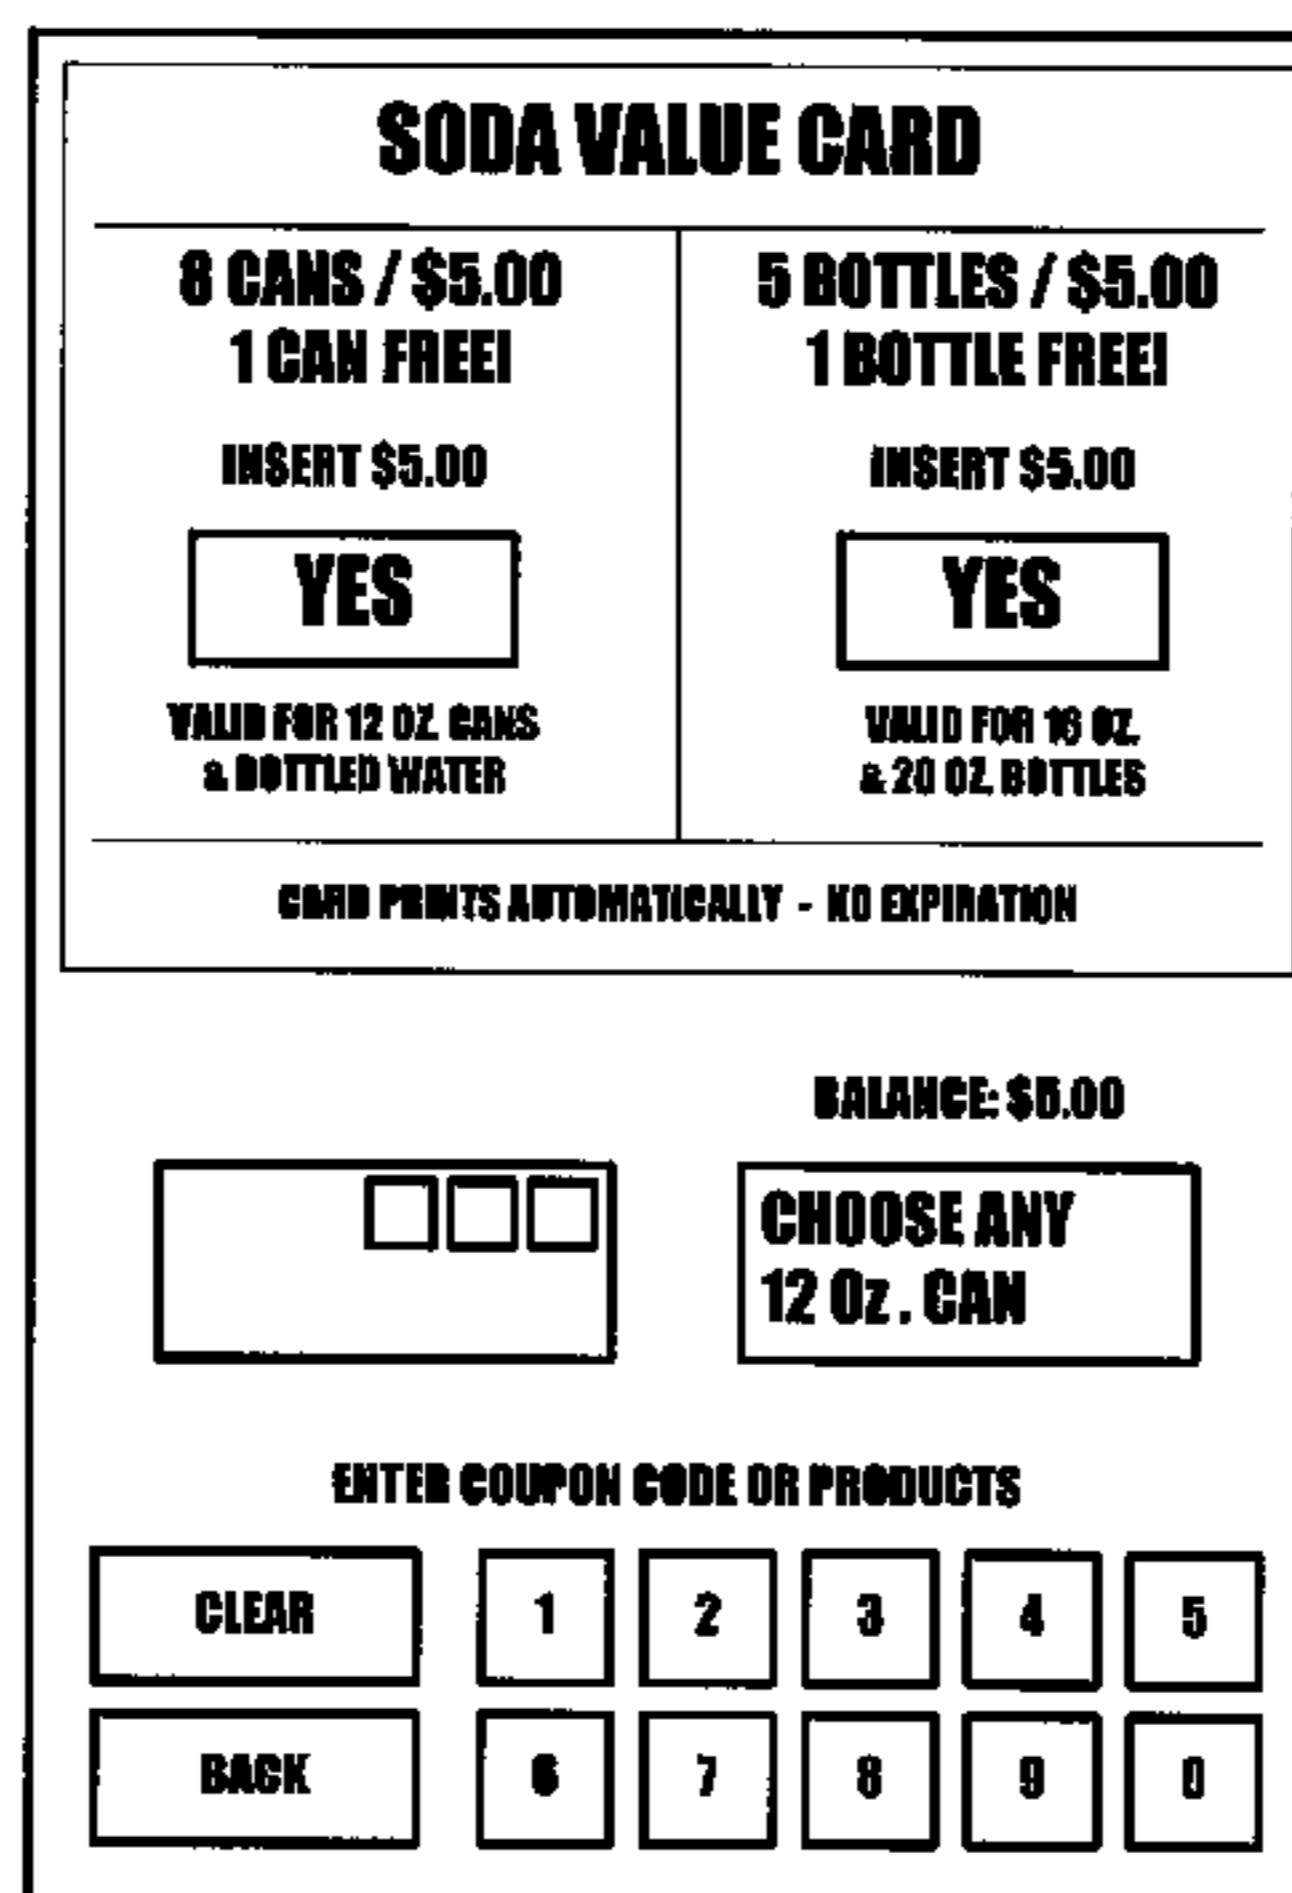 SODA VALUE CARD
8 CANS / $5.00
1 CAN FREE!
INSERT $5.00
YES
VALID FOR 12 OZ. CANS
& BOTTLED WATER
5 BOTTLES / $5.00
1 BOTTLE FREE!
INSERT $5.00
YES
VALID FOR 16 OZ.
& 20 OZ. BOTTLES
CARD PRINTS AUTOMATICALLY - NO EXPIRATION
BALANCE: $5.00
CHOOSE ANY
12 Oz. CAN
ENTER COUPON CODE OR PRODUCTS
CLEAR 1 2 3 4 5
BACK 6 7 8 9 0